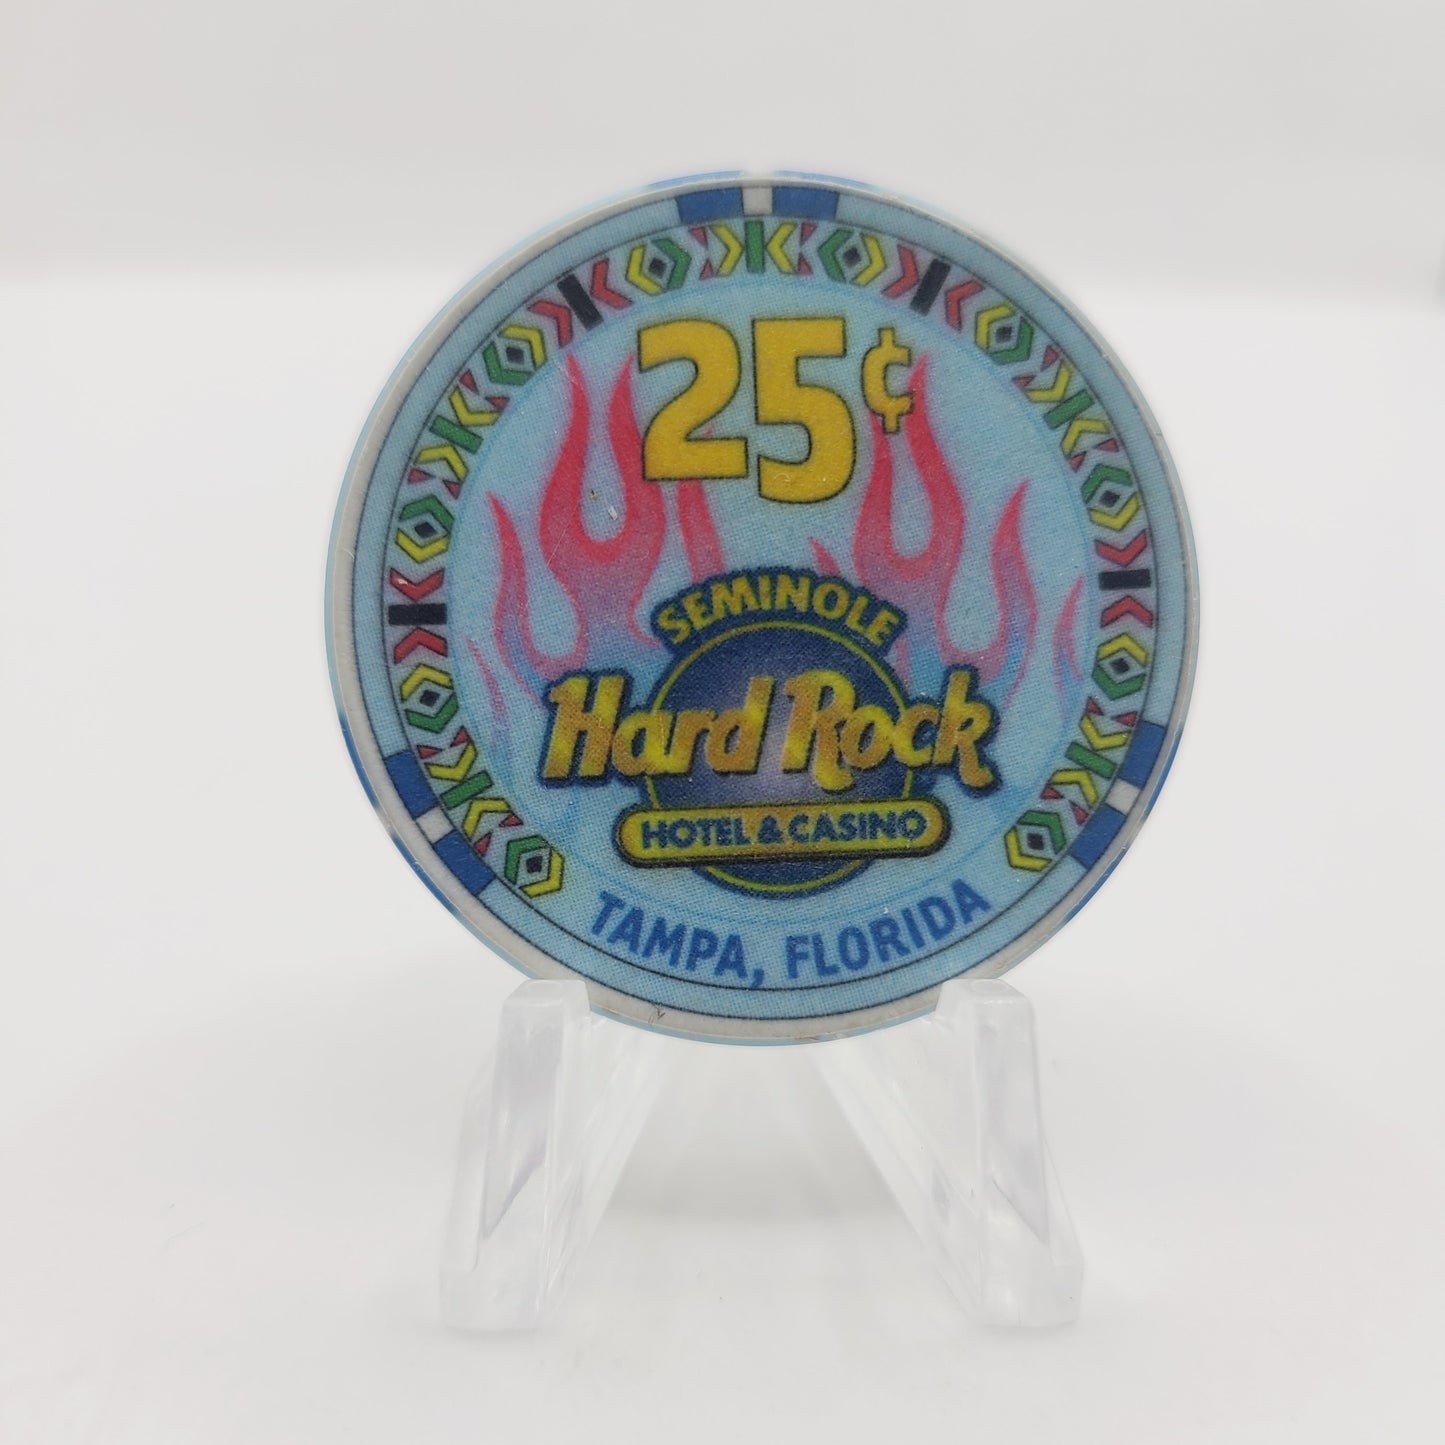 25¢
SEMINOLE
Hard Rock
HOTEL & CASINO
TAMPA, FLORIDA